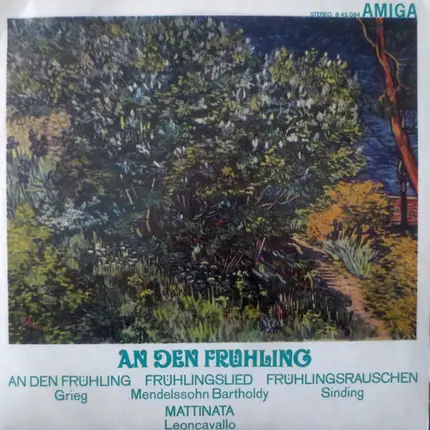 STEREO 8 45 084 AMIGA
AN DEN FRÜHLING
AN DEN FRÜHLING FRÜHLINGSLIED FRÜHLINGSRAUSCHEN
Grieg Mendelssohn Bartholdy Sinding
MATTINATA
Leoncavallo